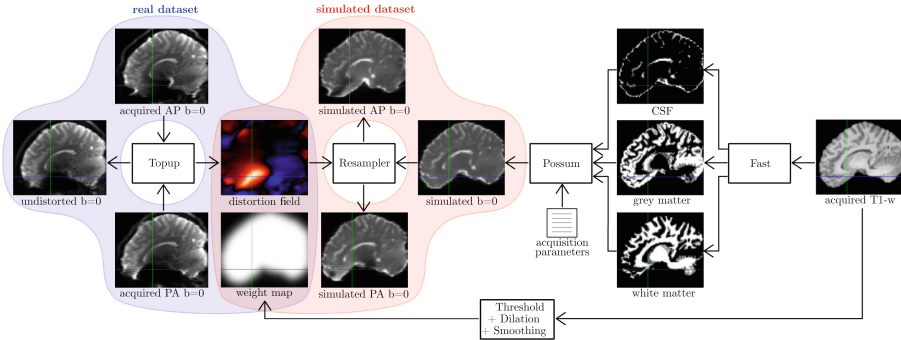 real dataset
simulated dataset
acquired AP b=0
simulated AP b=0
CSF
Topup
Resampler
Possum
Fast
undistorted b=0
distortion field
simulated b=0
grey matter
acquired T1-w
acquisition
parameters
acquired PA b=0
weight map
simulated PA b=0
white matter
Threshold
+ Dilation
+ Smoothing